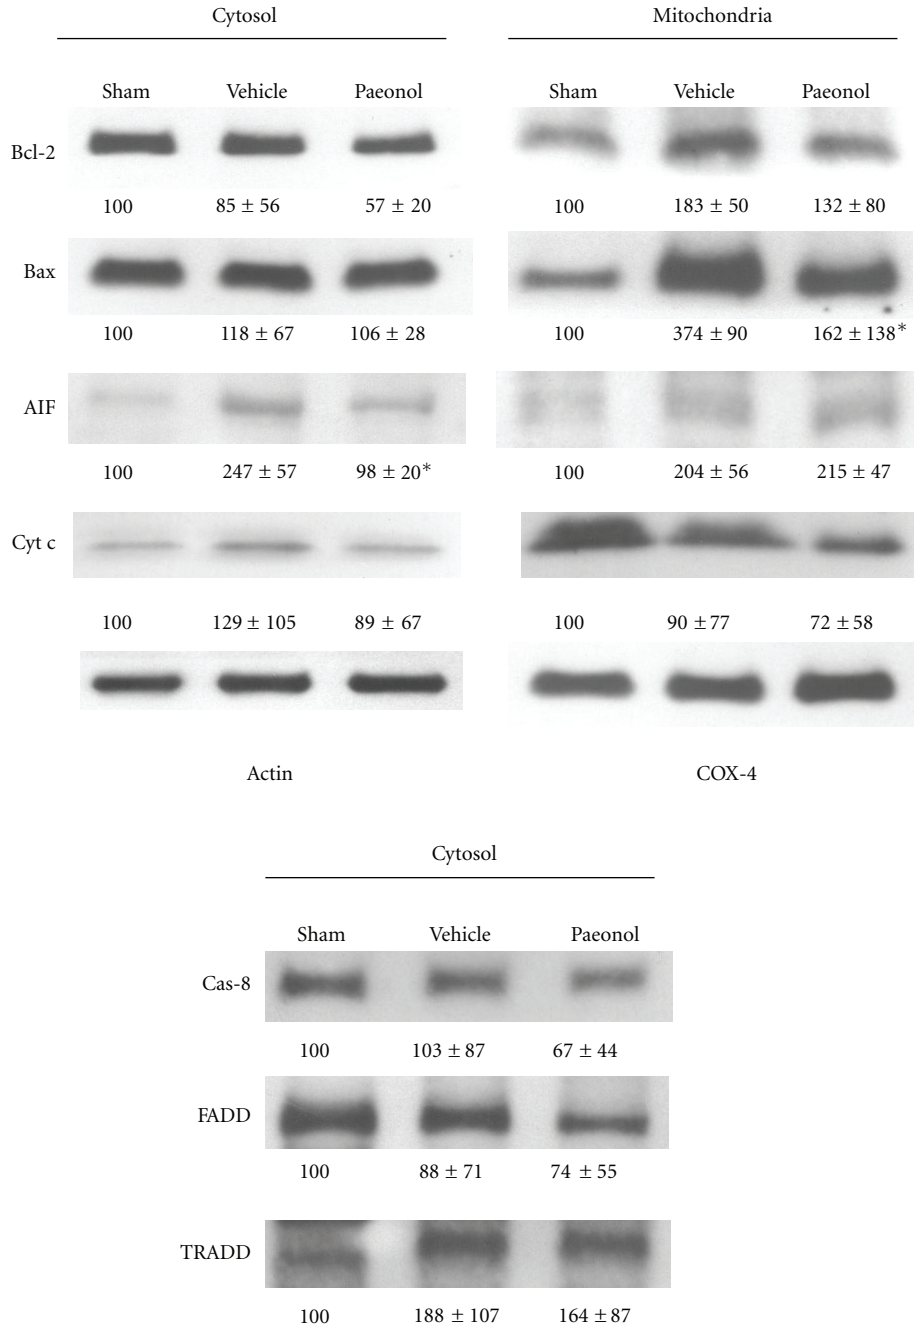 Cytosol
Mitochondria
Sham Vehicle Paeonol
Sham Vehicle Paeonol
Bcl-2
100 85 ± 56 57 ± 20
100 183 ± 50 132 ± 80
Bax
100 118 ± 67 106 ± 28
100 374 ± 90 162 ± 138*
AIF
100 247 ± 57 98 ± 20*
100 204 ± 56 215 ± 47
Cyt c
100 129 ± 105 89 ± 67
100 90 ± 77 72 ± 58
Actin
COX-4
Cytosol
Sham Vehicle Paeonol
Cas-8
100 103 ± 87 67 ± 44
FADD
100 88 ± 71 74 ± 55
TRADD
100 188 ± 107 164 ± 87